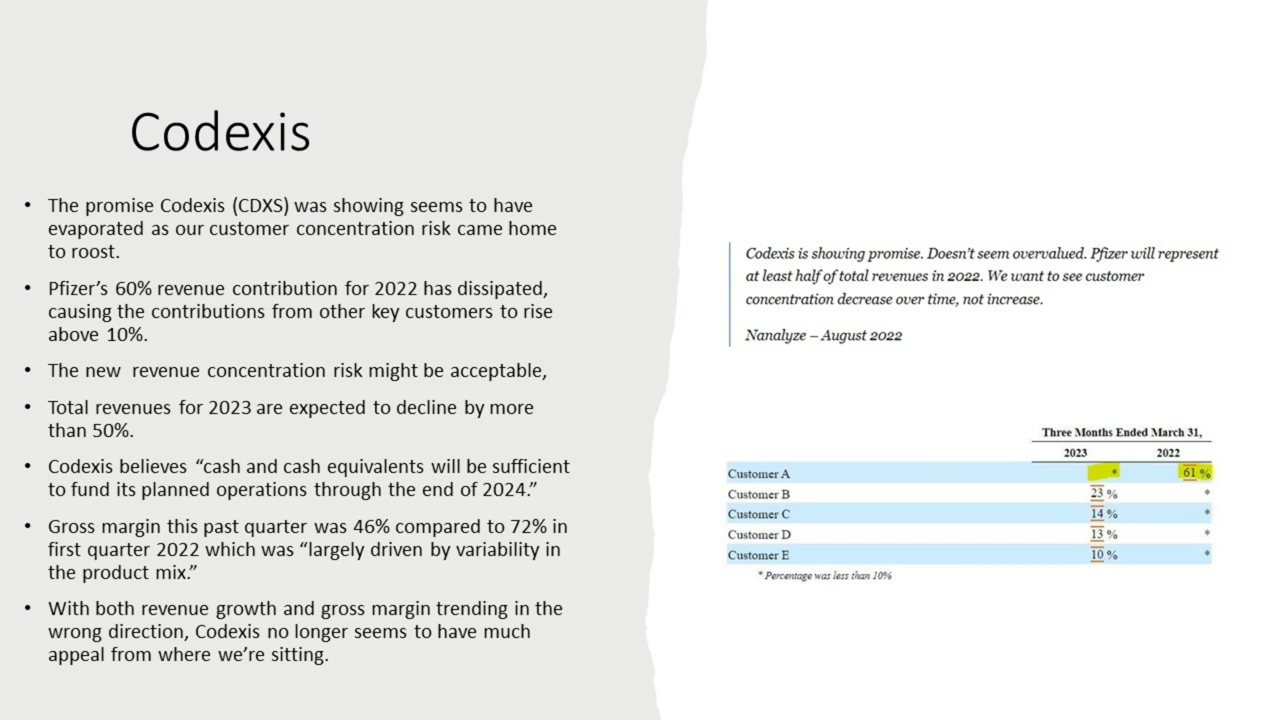 Codexis
• The promise Codexis (CDXS) was showing seems to have
evaporated as our customer concentration risk came home
to roost.
• Pfizer’s 60% revenue contribution for 2022 has dissipated,
causing the contributions from other key customers to rise
above 10%.
• The new  revenue concentration risk might be acceptable,
• Total revenues for 2023 are expected to decline by more
than 50%.
• Codexis believes “cash and cash equivalents will be sufficient
to fund its planned operations through the end of 2024.”
• Gross margin this past quarter was 46% compared to 72% in
first quarter 2022 which was “largely driven by variability in
the product mix.”
• With both revenue growth and gross margin trending in the
wrong direction, Codexis no longer seems to have much
appeal from where we’re sitting.
Codexis is showing promise. Doesn’t seem overvalued. Pfizer will represent
at least half of total revenues in 2022. We want to see customer
concentration decrease over time, not increase.
Nanalyze – August 2022
Three Months Ended March 31,
2023 2022
Customer A * 61 %
Customer B 23 % *
Customer C 14 % *
Customer D 13 % *
Customer E 10 % *
* Percentage was less than 10%